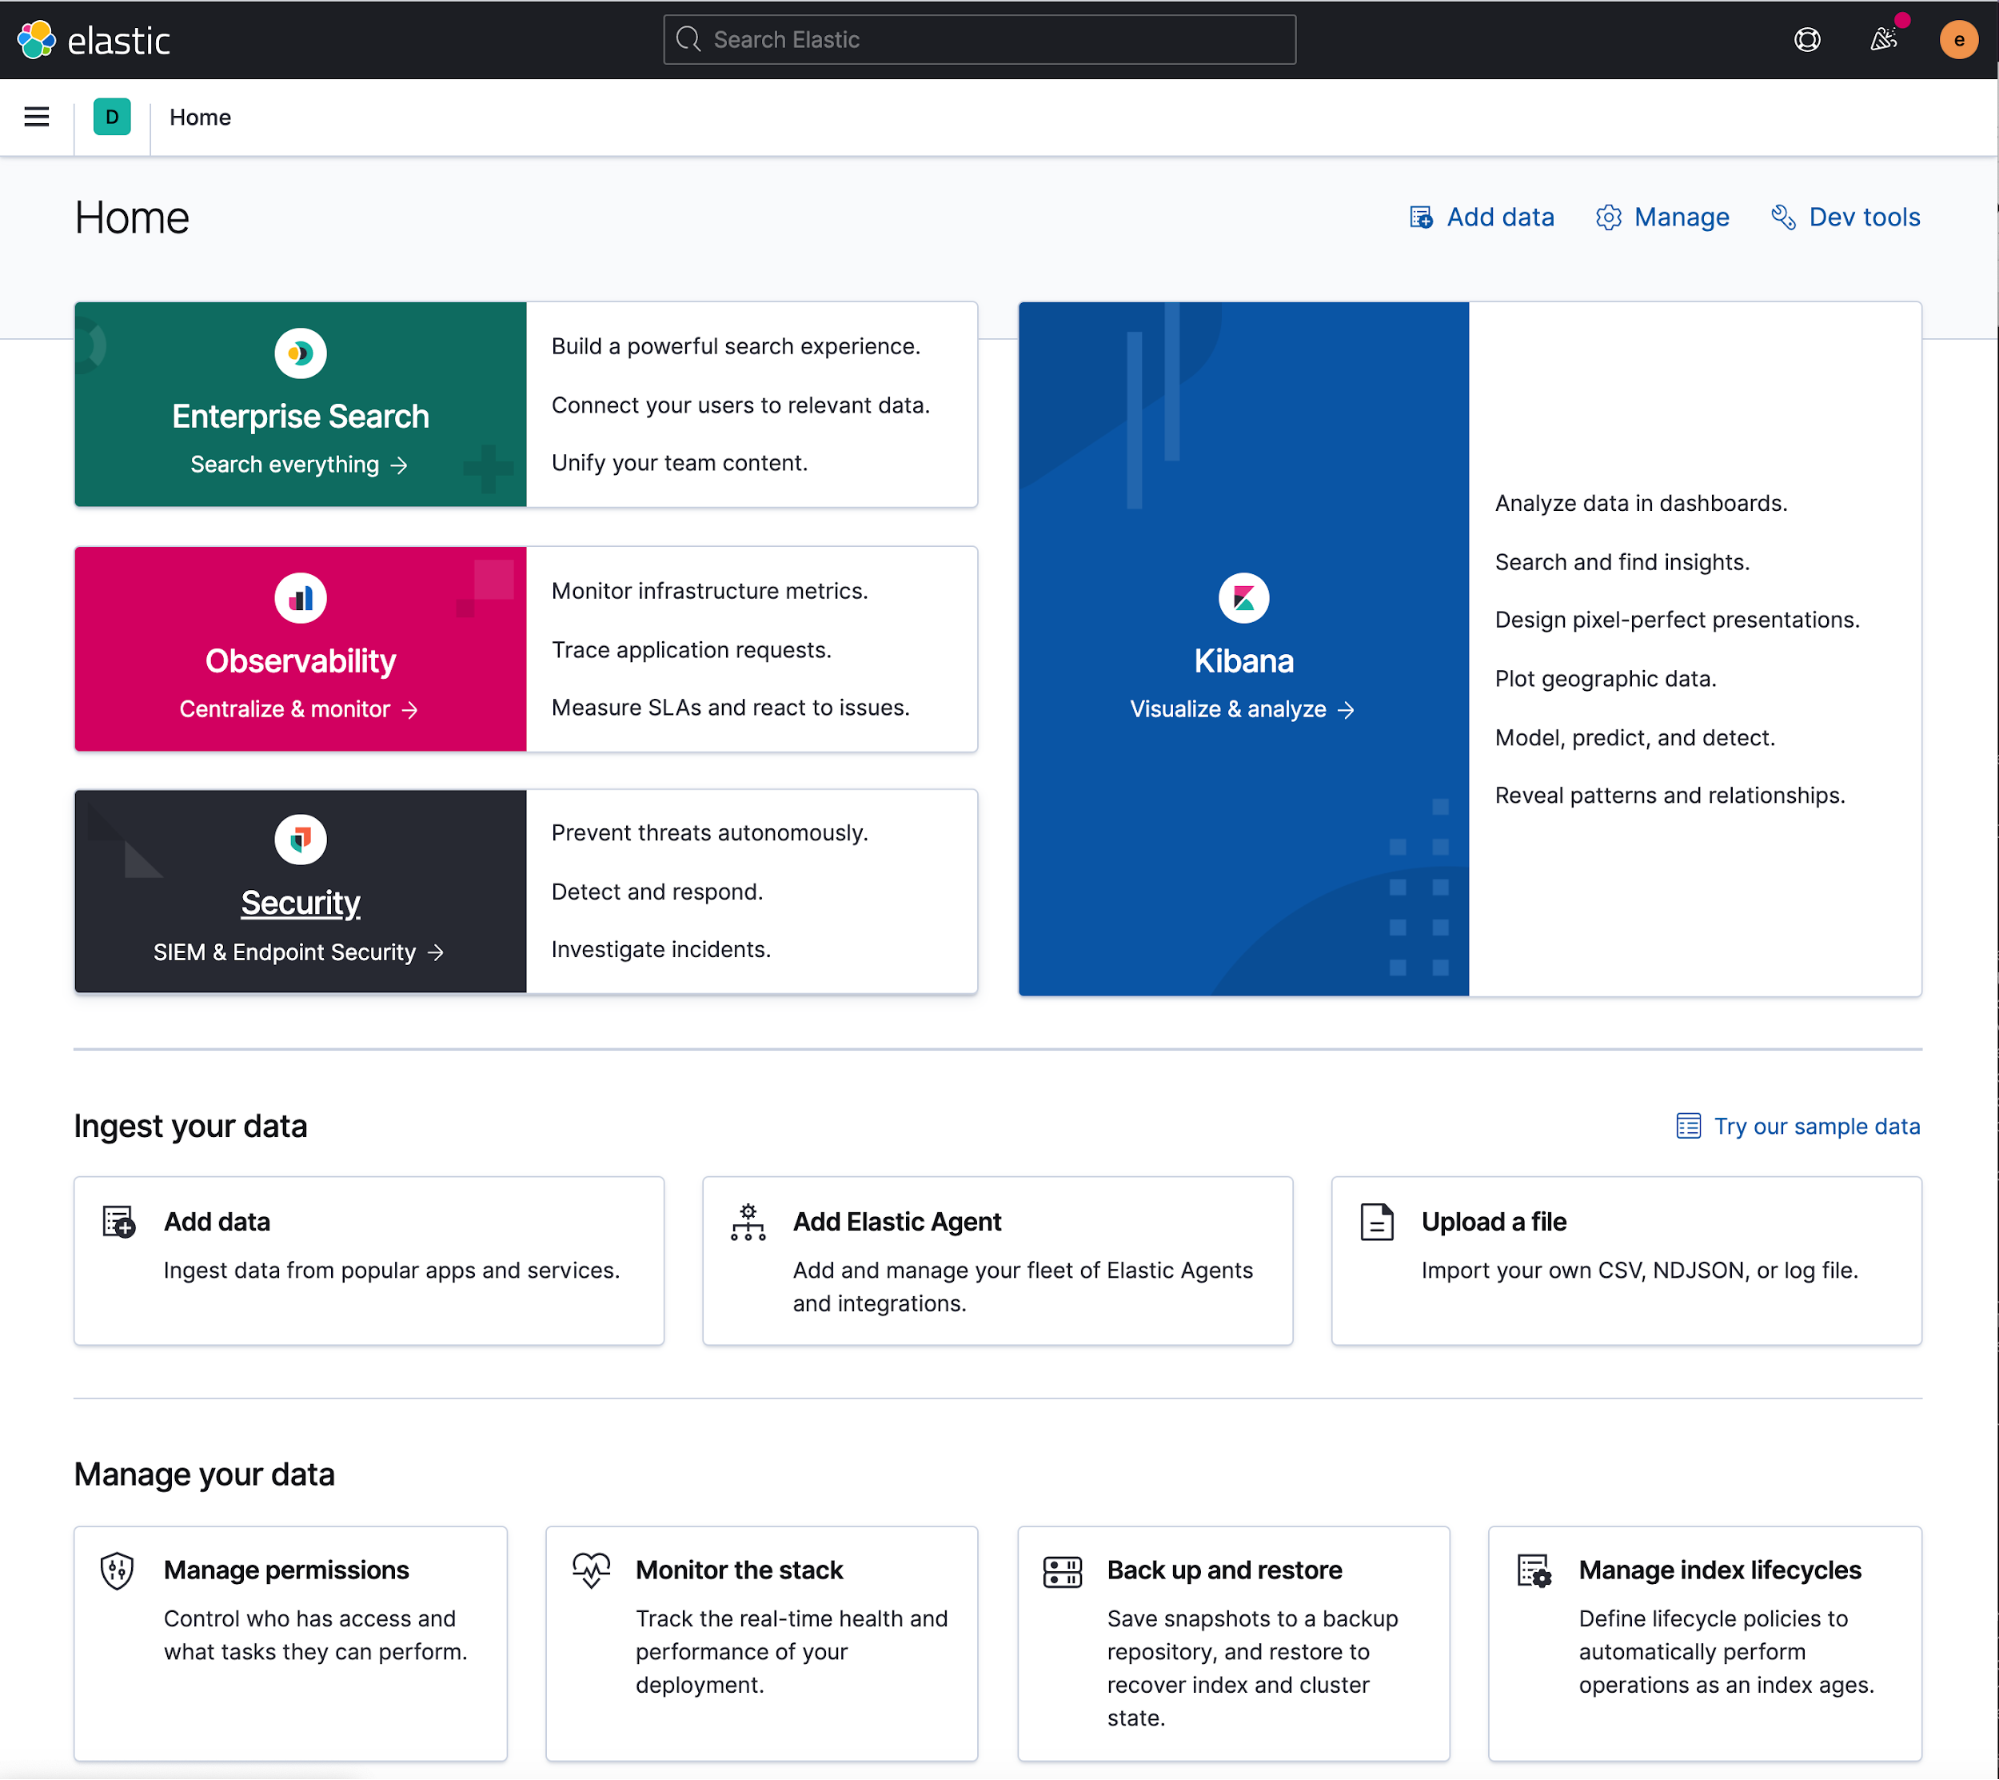 elastic
Search Elastic
e
D
Home
Home
Add data
Manage
Dev tools
Enterprise Search
Search everything →
Build a powerful search experience.
Connect your users to relevant data.
Unify your team content.
Observability
Centralize & monitor →
Monitor infrastructure metrics.
Trace application requests.
Measure SLAs and react to issues.
Security
SIEM & Endpoint Security →
Prevent threats autonomously.
Detect and respond.
Investigate incidents.
Kibana
Visualize & analyze →
Analyze data in dashboards.
Search and find insights.
Design pixel-perfect presentations.
Plot geographic data.
Model, predict, and detect.
Reveal patterns and relationships.
Ingest your data
Try our sample data
Add data
Ingest data from popular apps and services.
Add Elastic Agent
Add and manage your fleet of Elastic Agents
and integrations.
Upload a file
Import your own CSV, NDJSON, or log file.
Manage your data
Manage permissions
Control who has access and
what tasks they can perform.
Monitor the stack
Track the real-time health and
performance of your
deployment.
Back up and restore
Save snapshots to a backup
repository, and restore to
recover index and cluster
state.
Manage index lifecycles
Define lifecycle policies to
automatically perform
operations as an index ages.